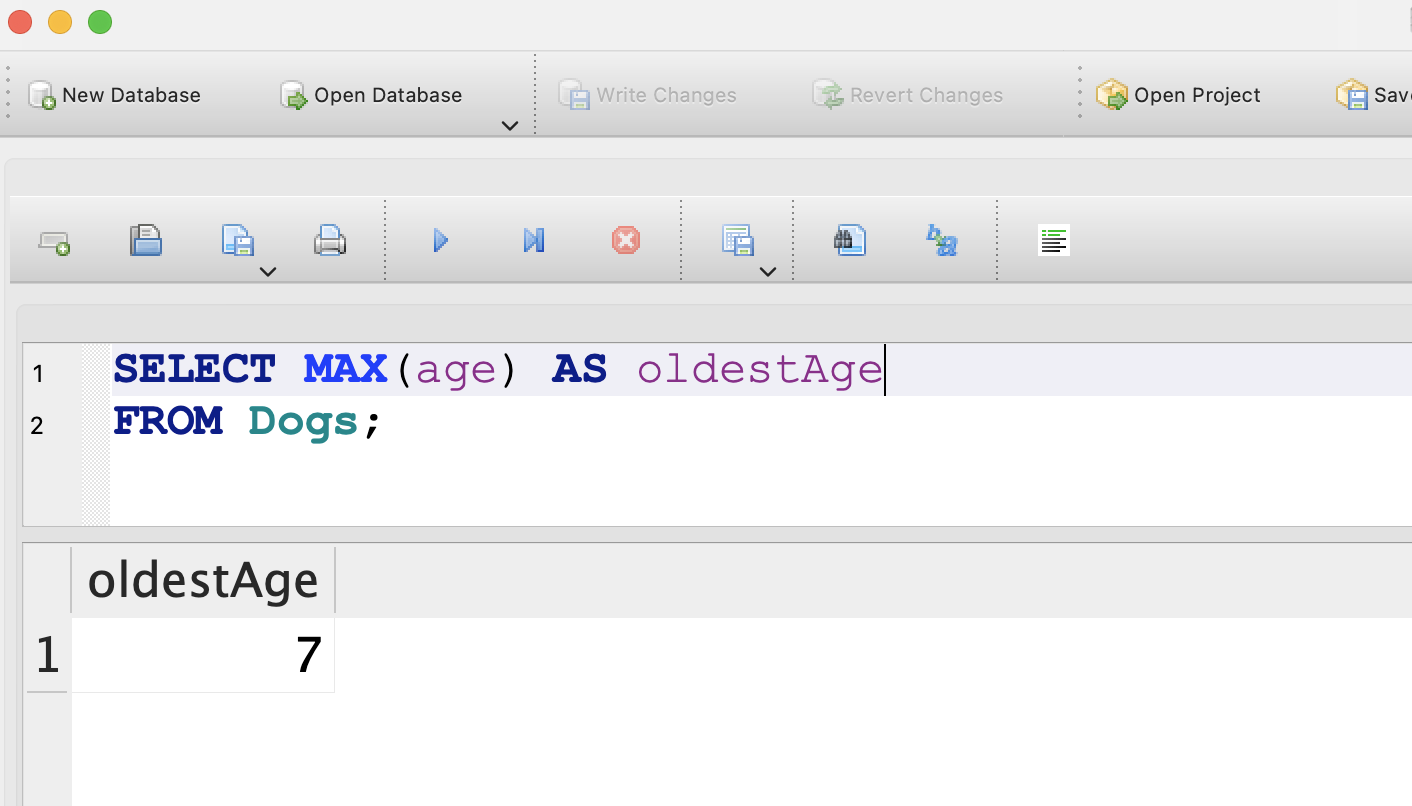 New Database Open Database Write Changes Revert Changes Open Project
1 SELECT MAX(age) AS oldestAge
2 FROM Dogs;
oldestAge
1 7